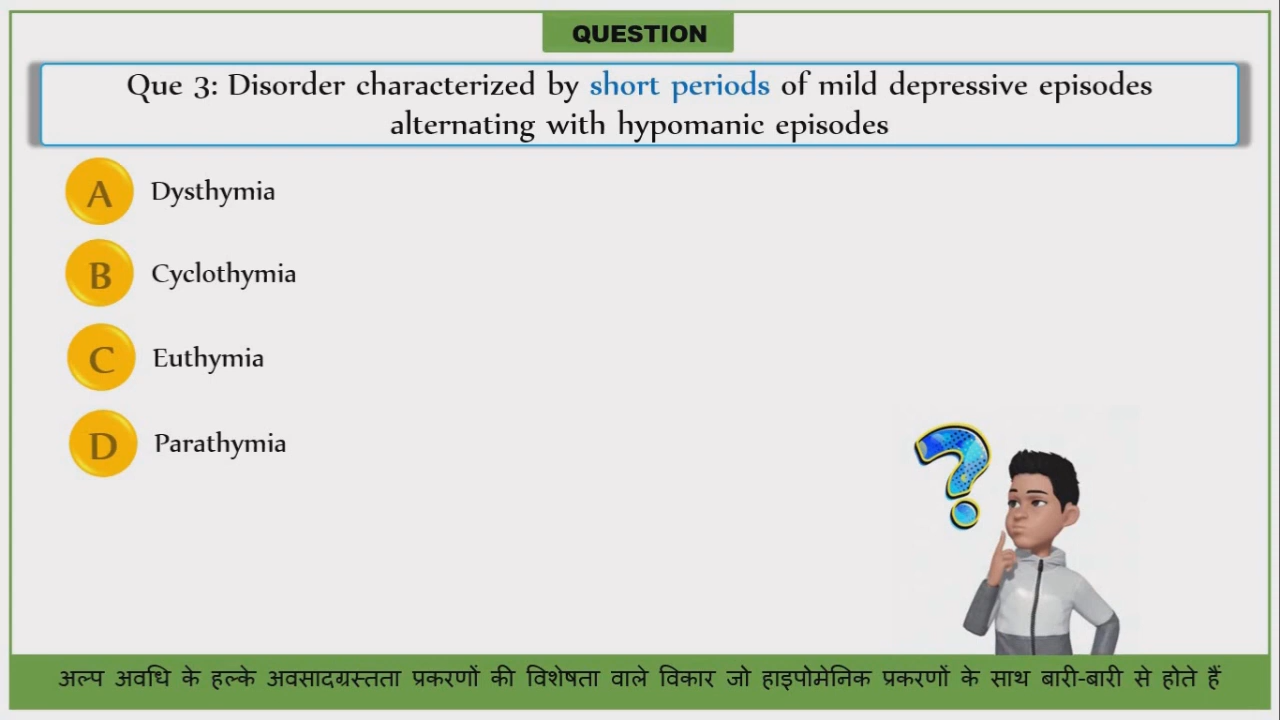 QUESTION
Que 3: Disorder characterized by short periods of mild depressive episodes
alternating with hypomanic episodes
A Dysthymia
B Cyclothymia
C Euthymia
D Parathymia
अल्प अवधि के हल्के अवसादग्रस्तता प्रकरणों की विशेषता वाले विकार जो हाइपोमेनिक प्रकरणों के साथ बारी-बारी से होते हैं